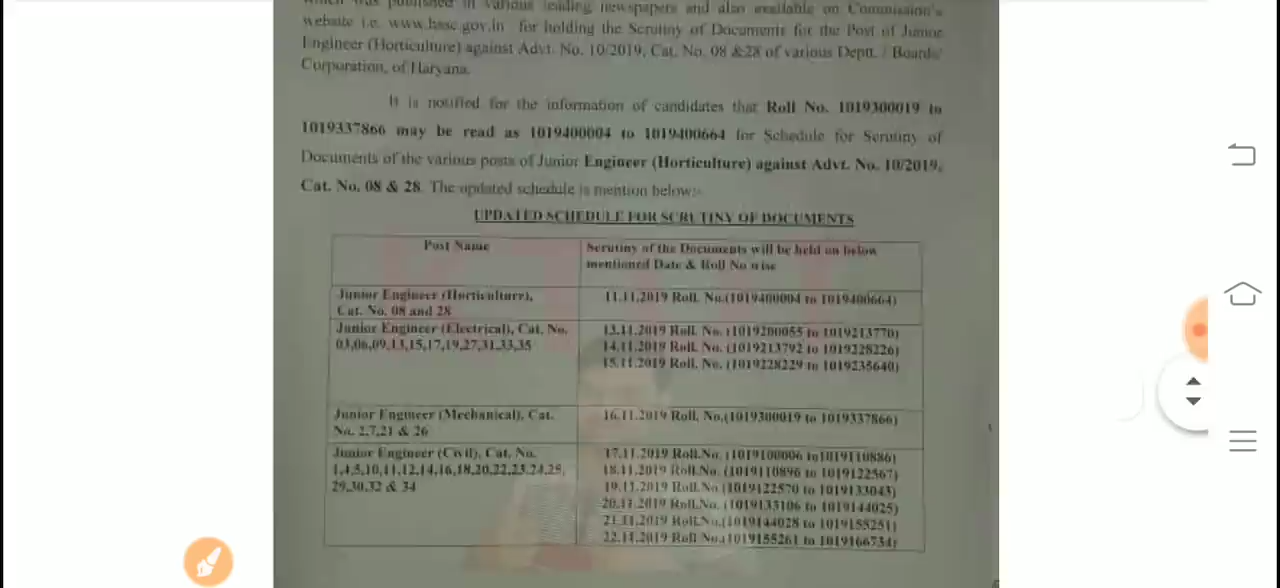 which was published in various leading newspapers and also available on Commission's
website i.e. www.hssc.gov.in for holding the Scrutiny of Documents for the Post of Junior
Engineer (Horticulture) against Advt. No. 10/2019, Cat. No. 08 &28 of various Deptt. / Boards/
Corporation, of Haryana.
It is notified for the information of candidates that Roll No. 1019300019 to
1019337866 may be read as 1019400004 to 1019400664 for Schedule for Scrutiny of
Documents of the various posts of Junior Engineer (Horticulture) against Advt. No. 10/2019,
Cat. No. 08 & 28. The updated schedule is mention below:-
UPDATED SCHEDULE FOR SCRUTINY OF DOCUMENTS
Post Name
Scrutiny of the Documents will be held on below
mentioned Date & Roll No wise
Junior Engineer (Horticulture),
Cat. No. 08 and 28
11.11.2019 Roll. No.(1019400004 to 1019400664)
Junior Engineer (Electrical), Cat. No.
03,06,09,13,15,17,19,27,31,33,35
13.11.2019 Roll. No. (1019200055 to 1019213770)
14.11.2019 Roll. No. (1019213792 to 1019228226)
15.11.2019 Roll. No. (1019228229 to 1019235640)
Junior Engineer (Mechanical), Cat.
No. 2,7,21 & 26
16.11.2019 Roll. No.(1019300019 to 1019337866)
Junior Engineer (Civil), Cat. No.
1,4,5,10,11,12,14,16,18,20,22,23,24,25,
29,30,32 & 34
17.11.2019 Roll.No. (1019100006 to1019110886)
18.11.2019 Roll.No. (1019110896 to 1019122567)
19.11.2019 Roll.No.(1019122570 to 1019133043)
20.11.2019 Roll.No. (1019133106 to 1019144025)
21.11.2019 Roll.No.(1019144028 to 1019155251)
22.11.2019 Roll No.(1019155261 to 1019166734)